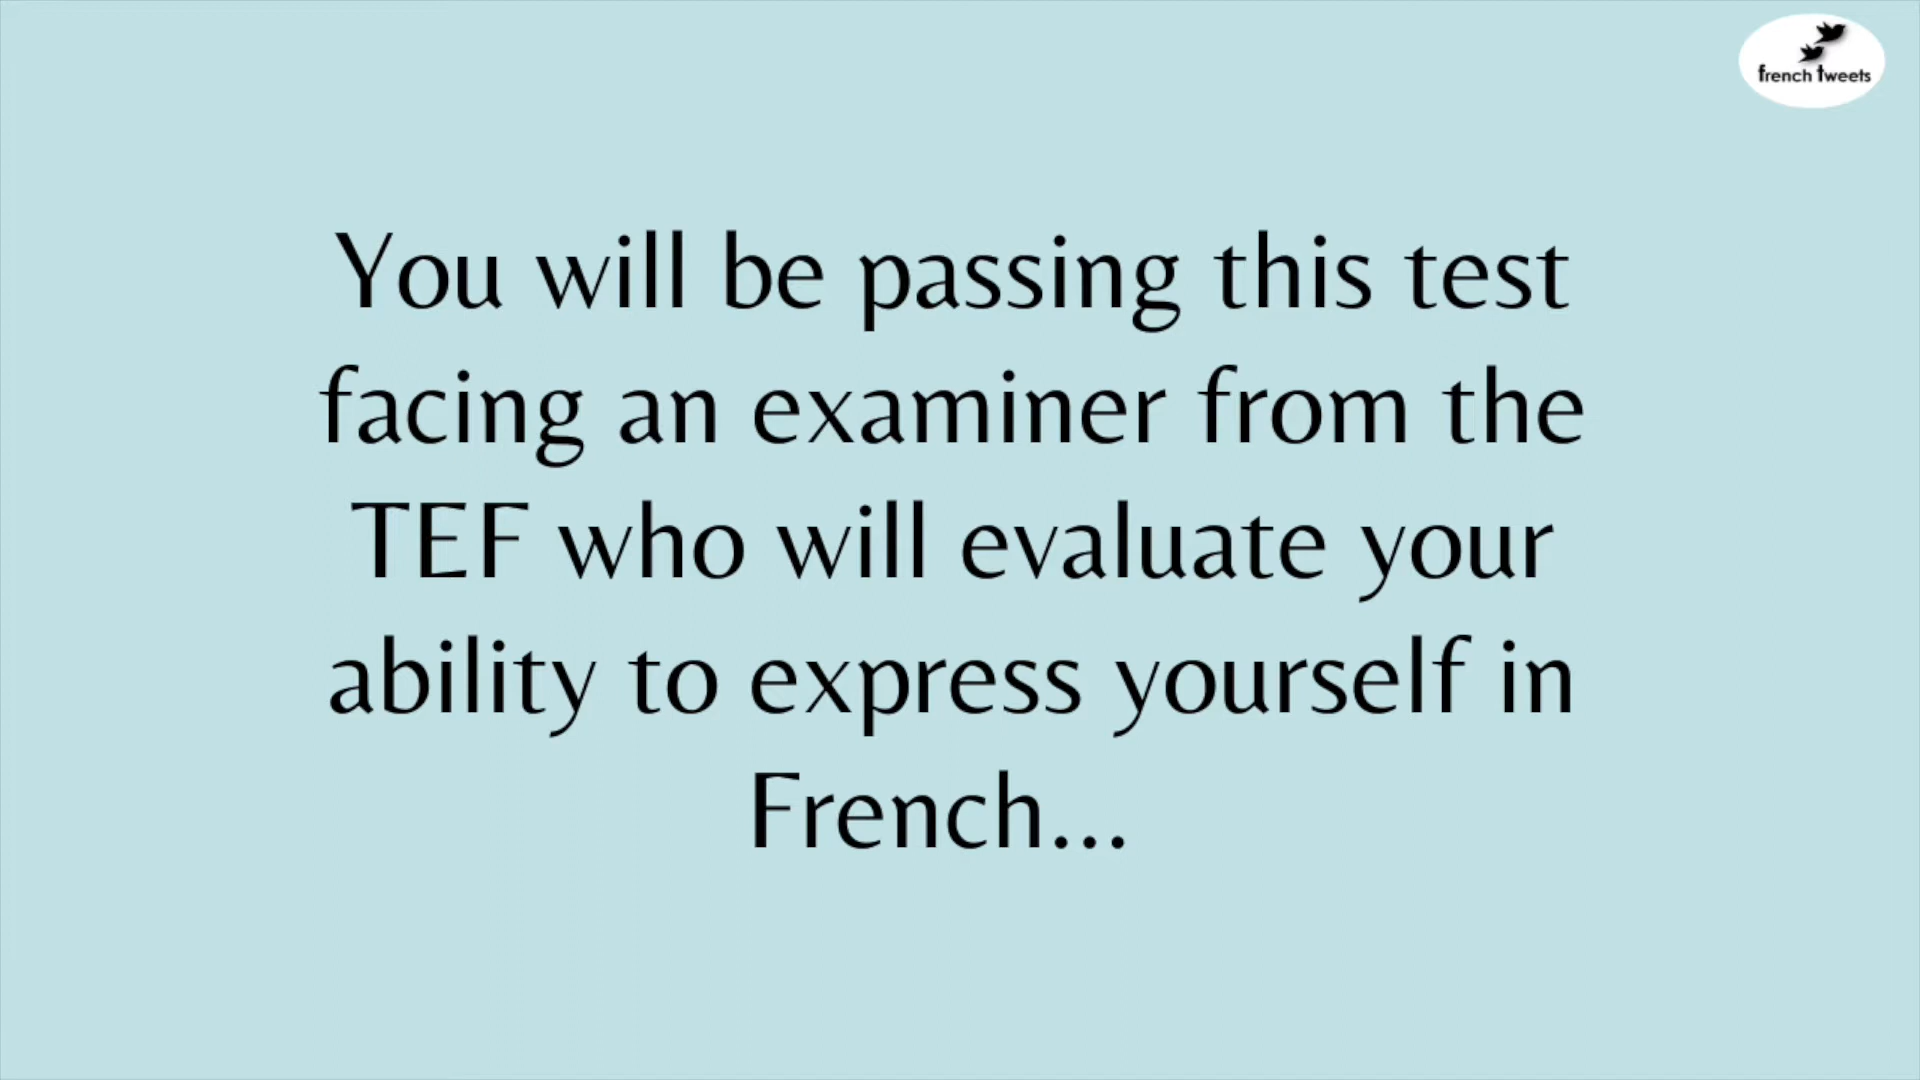 french tweets
You will be passing this test
facing an examiner from the
TEF who will evaluate your
ability to express yourself in
French...